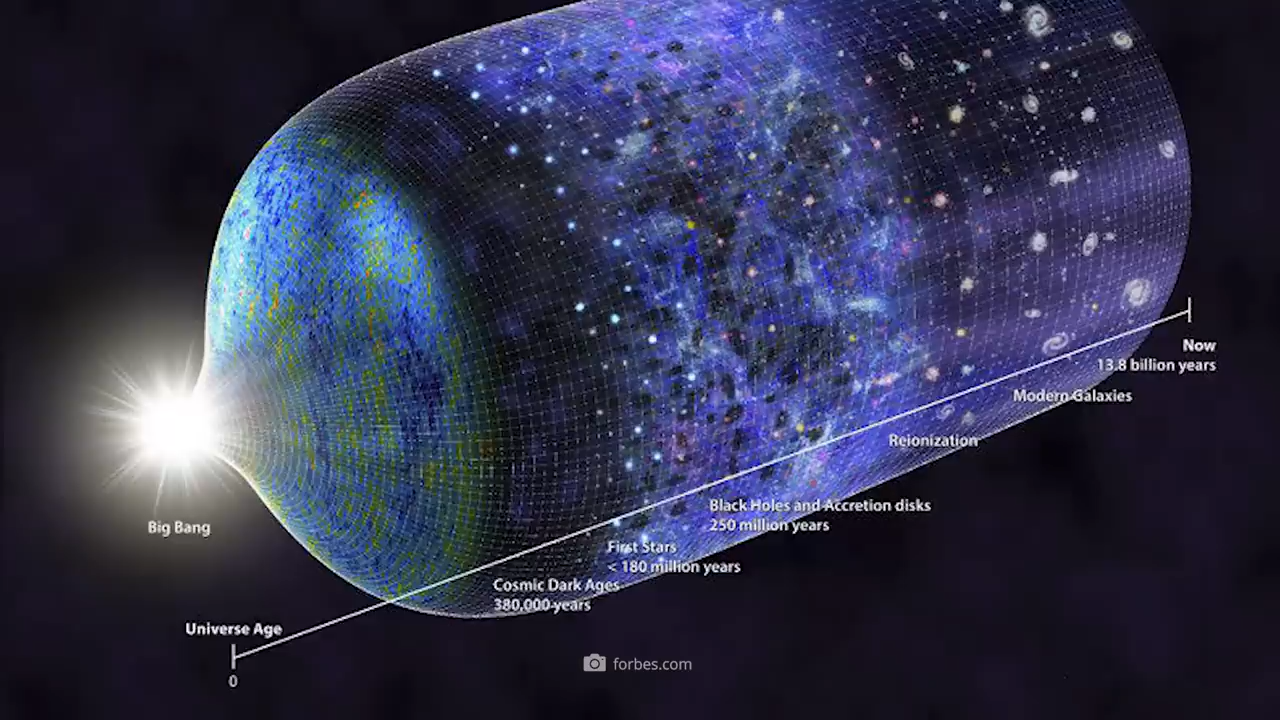 Now
13.8 billion years
Modern Galaxies
Reionization
Black Holes and Accretion disks
250 million years
First Stars
< 180 million years
Cosmic Dark Ages
380,000 years
Big Bang
Universe Age
0
forbes.com